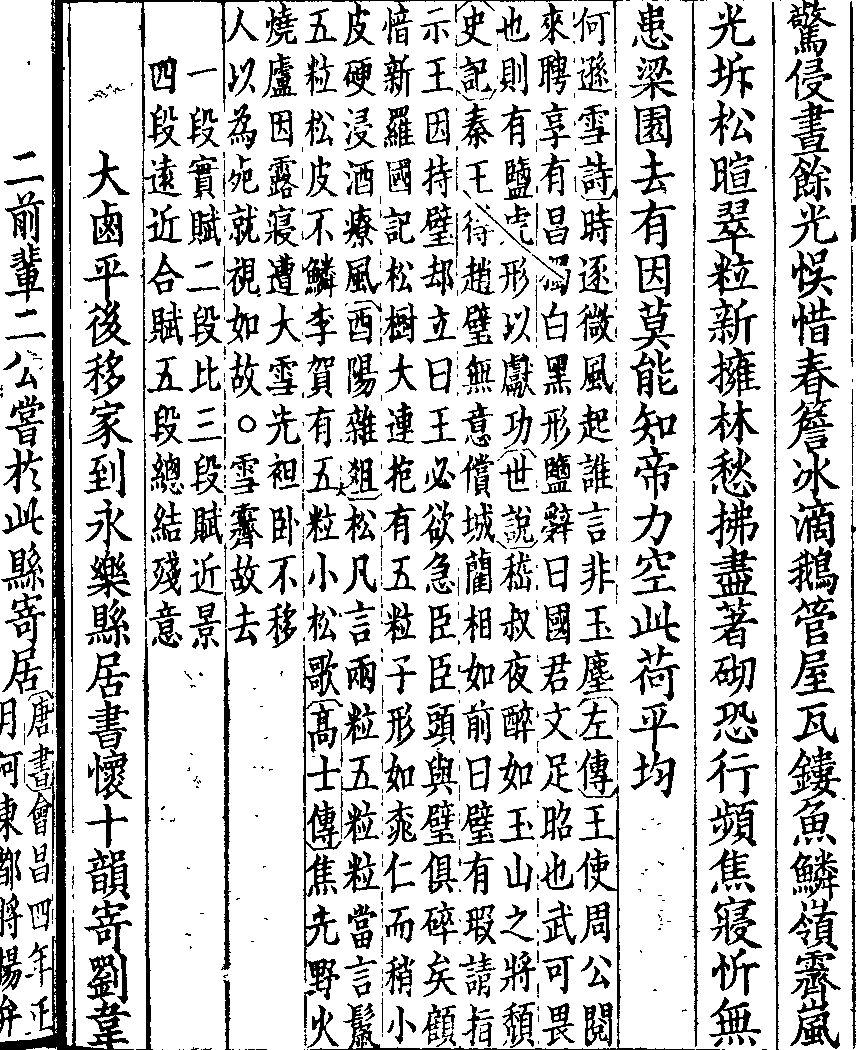 驚侵晝餘光悞惜春簷冰滴鵝管屋瓦鏤魚鱗嶺霽嵐
光坼松暄翠粒新擁林愁拂盡著砌恐行頻焦寢忻無
患梁園去有因莫能知帝力空此荷平均
何遜雪詩時逐微風起誰言非玉塵左傳王使周公閱
來聘享有昌歜白黑形鹽辭曰國君文足昭也武可畏
也則有鹽虎形以獻功世說嵇叔夜醉如玉山之將頹
史記秦王得趙璧無意償城藺相如前曰璧有瑕請指
示王因持璧却立曰王必欲急臣臣頭與璧俱碎矣顧
愔新羅國記松樹大連抱有五粒子形如桃仁而稍小
皮硬浸酒療風酉陽雜俎松凡言兩粒五粒粒當言鬣
五粒松皮不鱗李賀有五粒小松歌高士傳焦先野火
燒廬因露寢遭大雪先袒卧不移
人以為死就視如故○雪霽故去
一段實賦二段比三段賦近景
四段遠近合賦五段總結殘意
大鹵平後移家到永樂縣居書懷十韻寄劉韋
二前輩二公嘗於此縣寄居
唐書會昌四年正
月河東都將楊弁